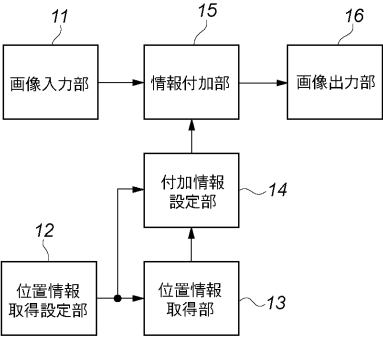 11
15
16
画像入力部
情報付加部
画像出力部
付加情報
設定部
14
12
位置情報
取得設定部
位置情報
取得部
13